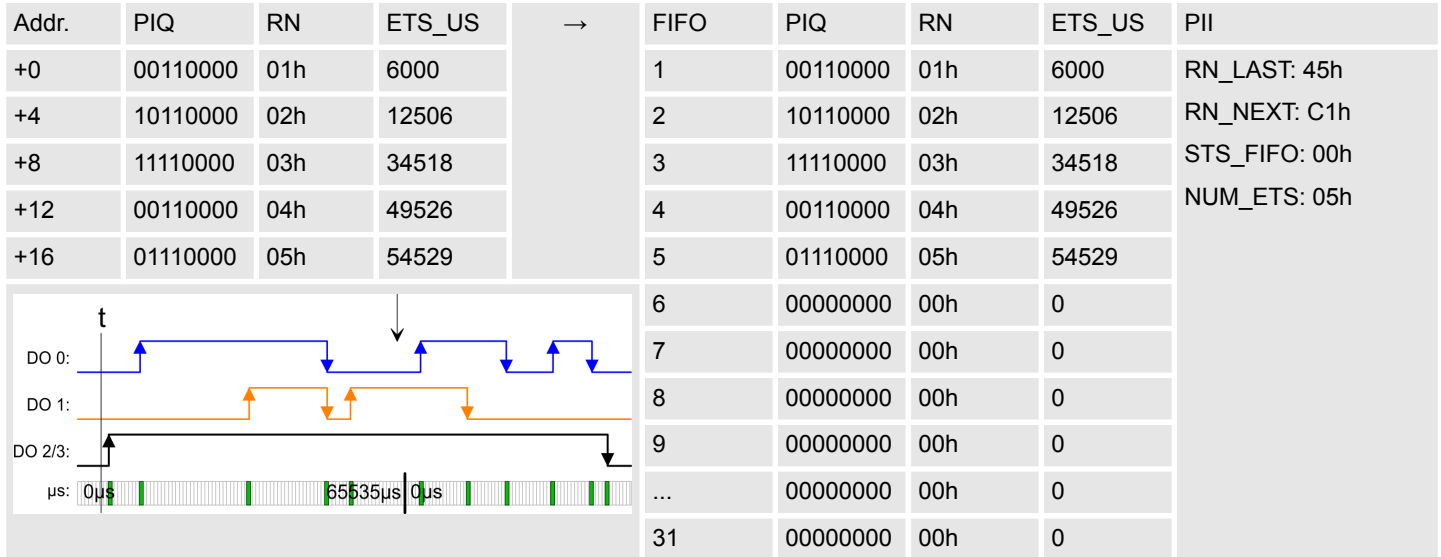 Addr. PIQ RN ETS_US → FIFO PIQ RN ETS_US PII
+0 00110000 01h 6000 1 00110000 01h 6000 RN_LAST: 45h
+4 10110000 02h 12506 2 10110000 02h 12506 RN_NEXT: C1h
+8 11110000 03h 34518 3 11110000 03h 34518 STS_FIFO: 00h
+12 00110000 04h 49526 4 00110000 04h 49526 NUM_ETS: 05h
+16 01110000 05h 54529 5 01110000 05h 54529
6 00000000 00h 0
7 00000000 00h 0
8 00000000 00h 0
9 00000000 00h 0
... 00000000 00h 0
31 00000000 00h 0
t
DO 0:
DO 1:
DO 2/3:
µs: 0µs 65535µs 0µs